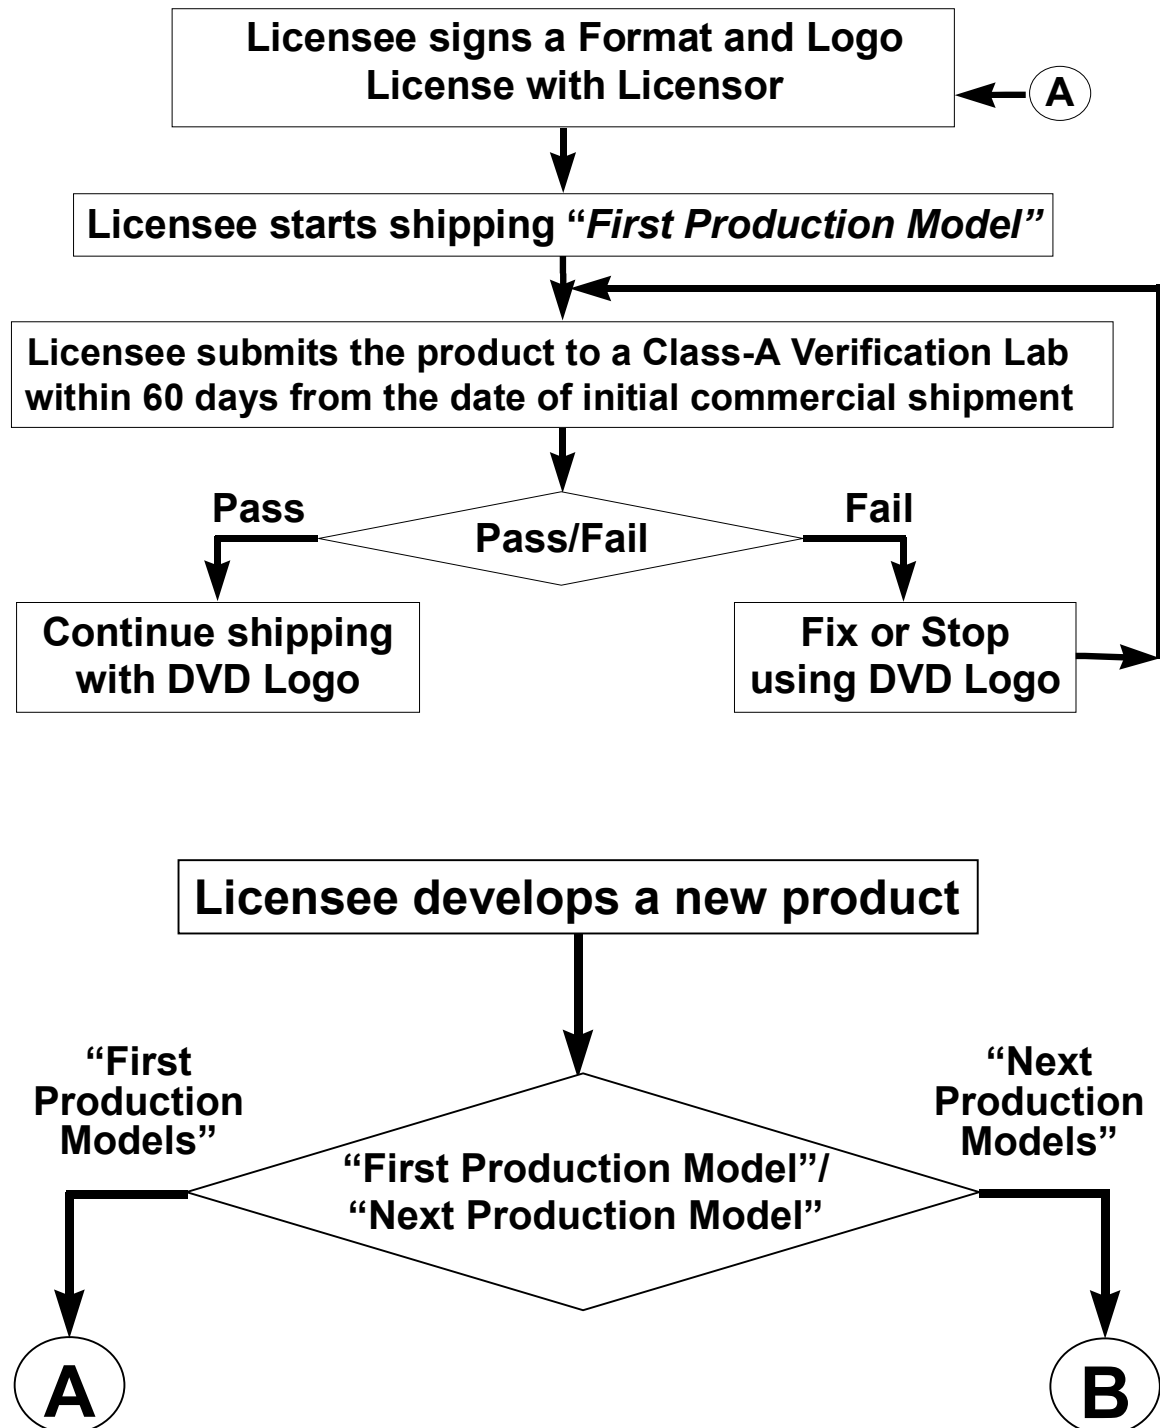 Licensee signs a Format and Logo
License with Licensor
A
Licensee starts shipping “First Production Model”
Licensee submits the product to a Class-A Verification Lab
within 60 days from the date of initial commercial shipment
Pass
Pass/Fail
Fail
Continue shipping
with DVD Logo
Fix or Stop
using DVD Logo
Licensee develops a new product
“First
Production
Models”
“Next
Production
Models”
“First Production Model”/
“Next Production Model”
A
B